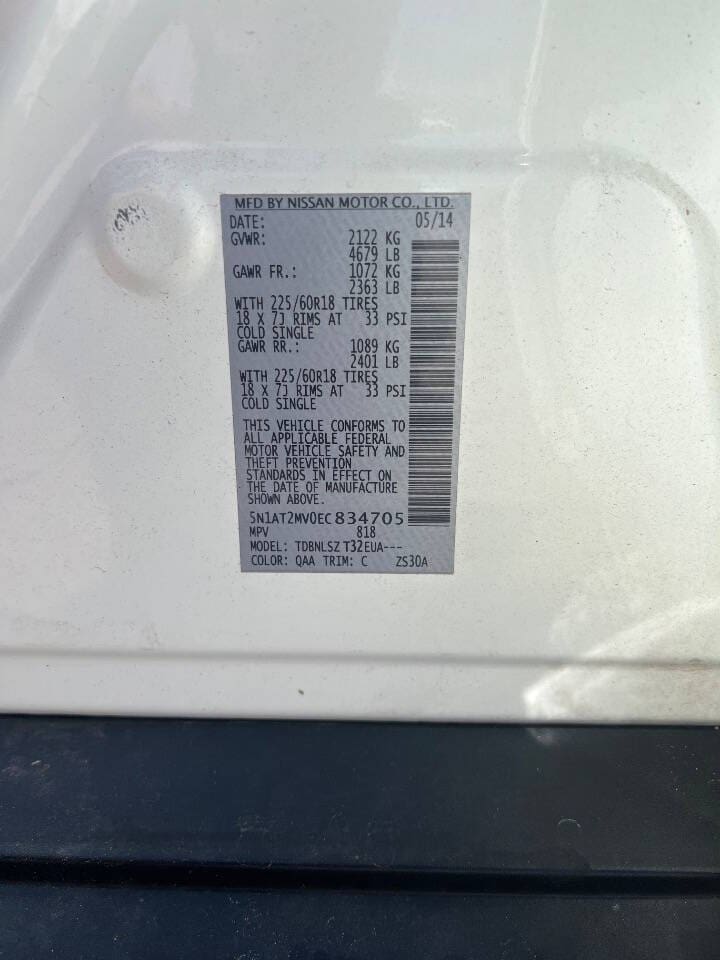 MFD BY NISSAN MOTOR CO., LTD.
DATE: 05/14
GVWR: 2122 KG
4679 LB
GAWR FR.: 1072 KG
2363 LB
WITH 225/60R18 TIRES
18 X 7J RIMS AT 33 PSI
COLD SINGLE
GAWR RR.: 1089 KG
2401 LB
WITH 225/60R18 TIRES
18 X 7J RIMS AT 33 PSI
COLD SINGLE
THIS VEHICLE CONFORMS TO
ALL APPLICABLE FEDERAL
MOTOR VEHICLE SAFETY AND
THEFT PREVENTION
STANDARDS IN EFFECT ON
THE DATE OF MANUFACTURE
SHOWN ABOVE.
5N1AT2MV0EC834705
MPV 818
MODEL: TDBNLSZ T32EUA---
COLOR: QAA TRIM: C ZS30A